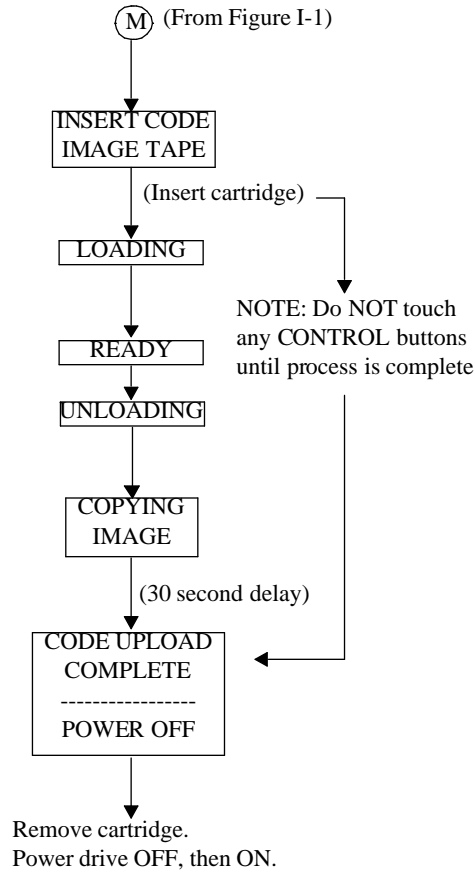 M (From Figure I-1)
INSERT CODE
IMAGE TAPE
(Insert cartridge)
LOADING
NOTE: Do NOT touch
any CONTROL buttons
until process is complete
READY
UNLOADING
COPYING
IMAGE
(30 second delay)
CODE UPLOAD
COMPLETE
-----------------
POWER OFF
Remove cartridge.
Power drive OFF, then ON.